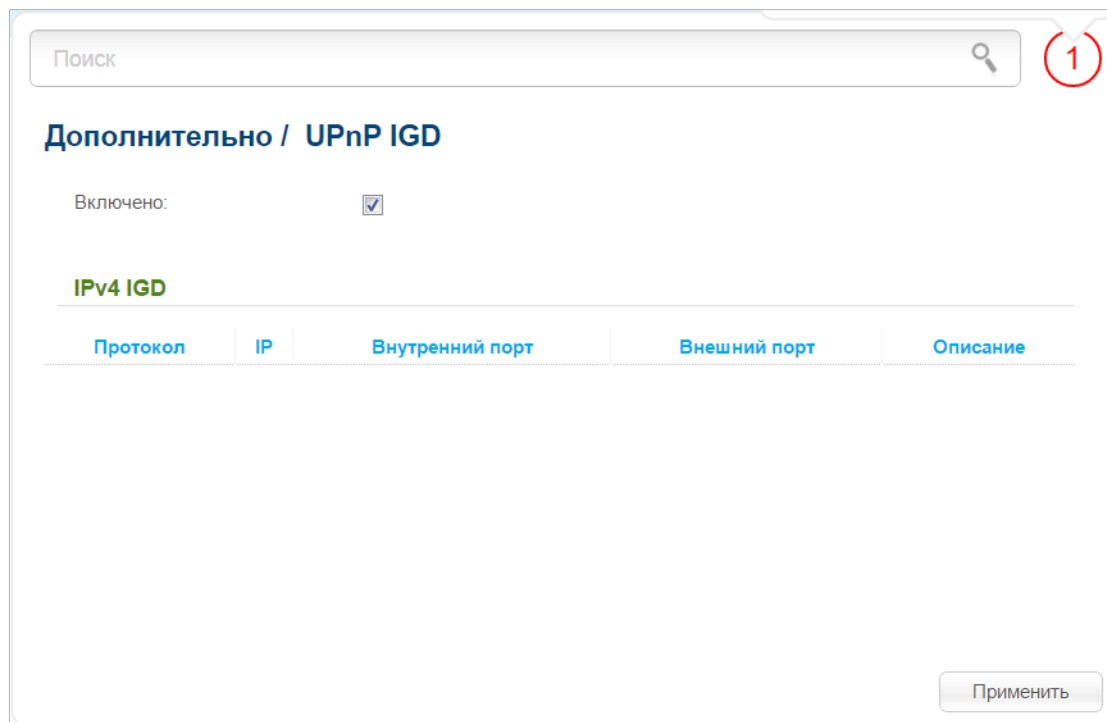 Поиск
1
Дополнительно / UPnP IGD
Включено:
IPv4 IGD
Протокол IP Внутренний порт Внешний порт Описание
Применить